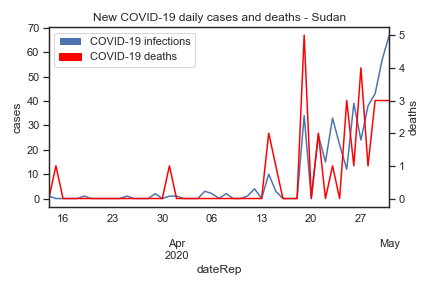 New COVID-19 daily cases and deaths - Sudan
COVID-19 infections
COVID-19 deaths
cases
70
60
50
40
30
20
10
0
deaths
5
4
3
2
1
0
16 23 30 06 13 20 27
Apr May
2020
dateRep